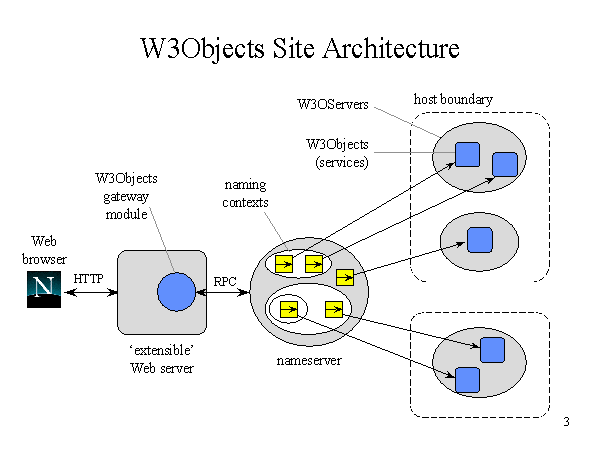 W3Objects Site Architecture
W3OServers
host boundary
W3Objects
(services)
W3Objects
gateway
module
naming
contexts
Web
browser
N
HTTP
RPC
‘extensible’
Web server
nameserver
3